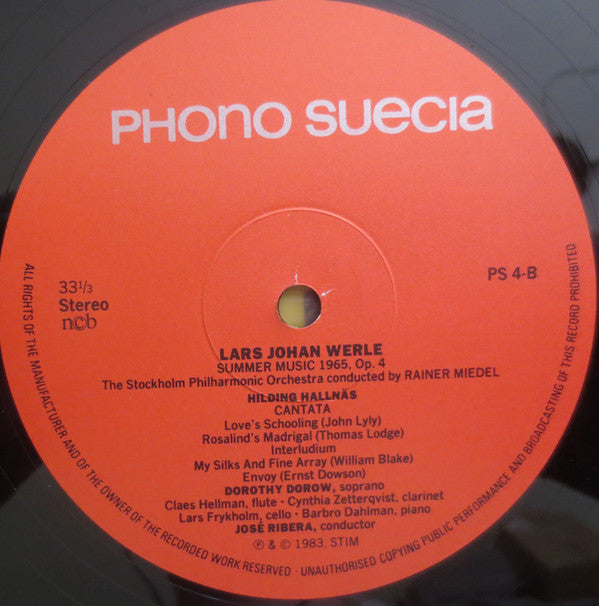 PHONO SUECIA
33 1/3
Stereo
ncb
PS 4-B
LARS JOHAN WERLE
SUMMER MUSIC 1965, Op. 4
The Stockholm Philharmonic Orchestra conducted by RAINER MIEDEL
HILDING HALLNÄS
CANTATA
Love's Schooling (John Lyly)
Rosalind's Madrigal (Thomas Lodge)
Interludium
My Silks And Fine Array (William Blake)
Envoy (Ernst Dowson)
DOROTHY DOROW, soprano
Claes Hellman, flute · Cynthia Zetterqvist, clarinet
Lars Frykholm, cello · Barbro Dahlman, piano
JOSÉ RIBERA, conductor
℗ & © 1983, STIM
ALL RIGHTS OF THE MANUFACTURER AND OF THE OWNER OF THE RECORDED WORK RESERVED · UNAUTHORISED COPYING PUBLIC PERFORMANCE AND BROADCASTING OF THIS RECORD PROHIBITED